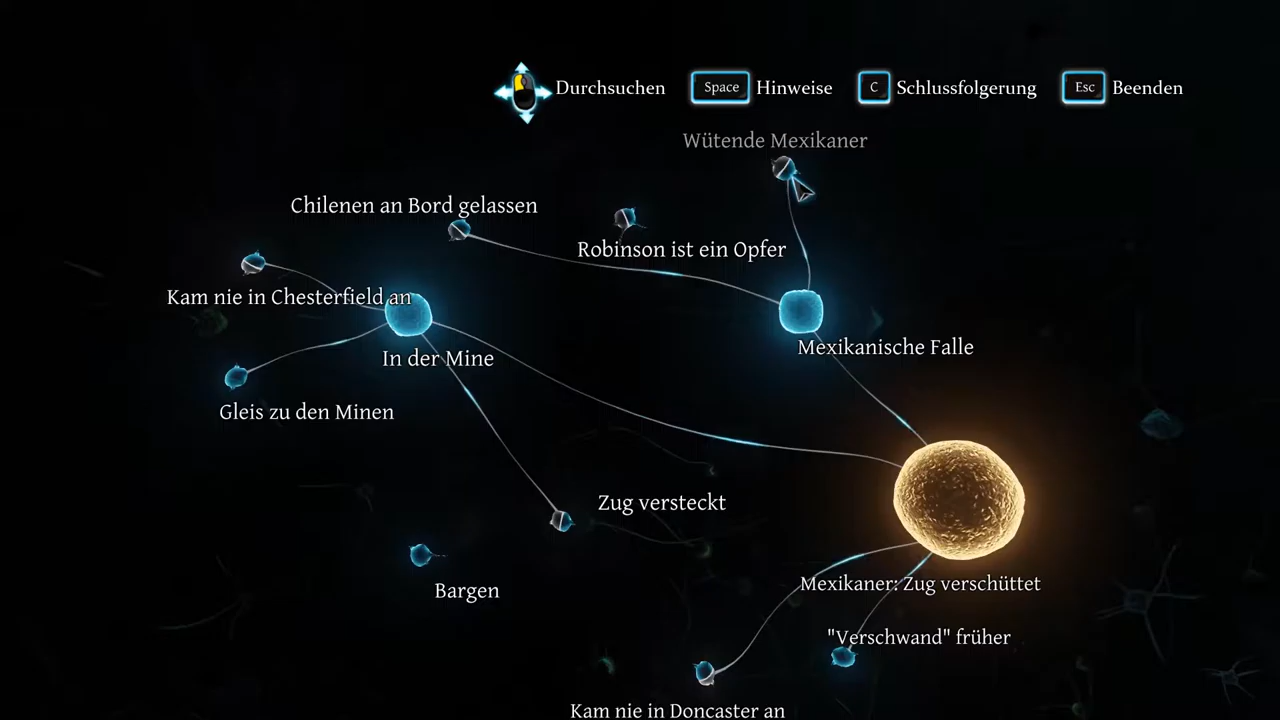 Durchsuchen
Space
Hinweise
C
Schlussfolgerung
Esc
Beenden
Wütende Mexikaner
Chilenen an Bord gelassen
Robinson ist ein Opfer
Kam nie in Chesterfield an
Mexikanische Falle
In der Mine
Gleis zu den Minen
Zug versteckt
Mexikaner: Zug verschüttet
Bargen
"Verschwand" früher
Kam nie in Doncaster an